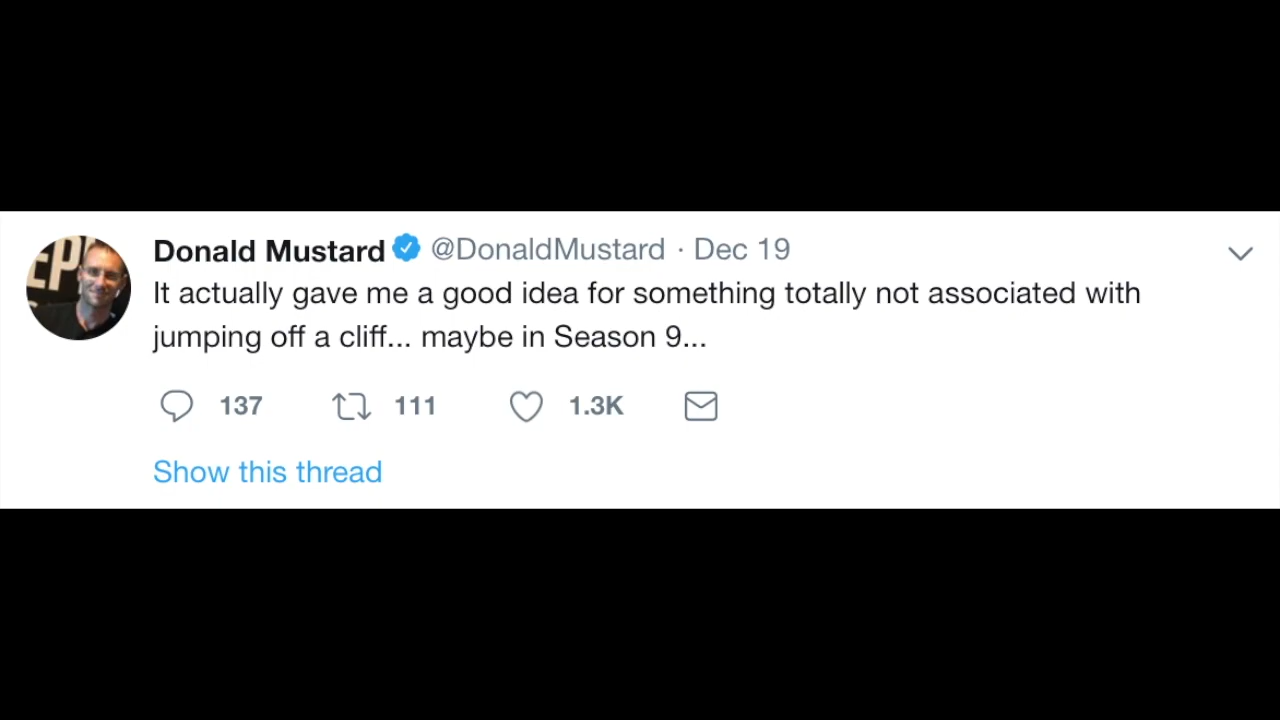 Donald Mustard @DonaldMustard · Dec 19
It actually gave me a good idea for something totally not associated with
jumping off a cliff... maybe in Season 9...
137 111 1.3K
Show this thread
EP